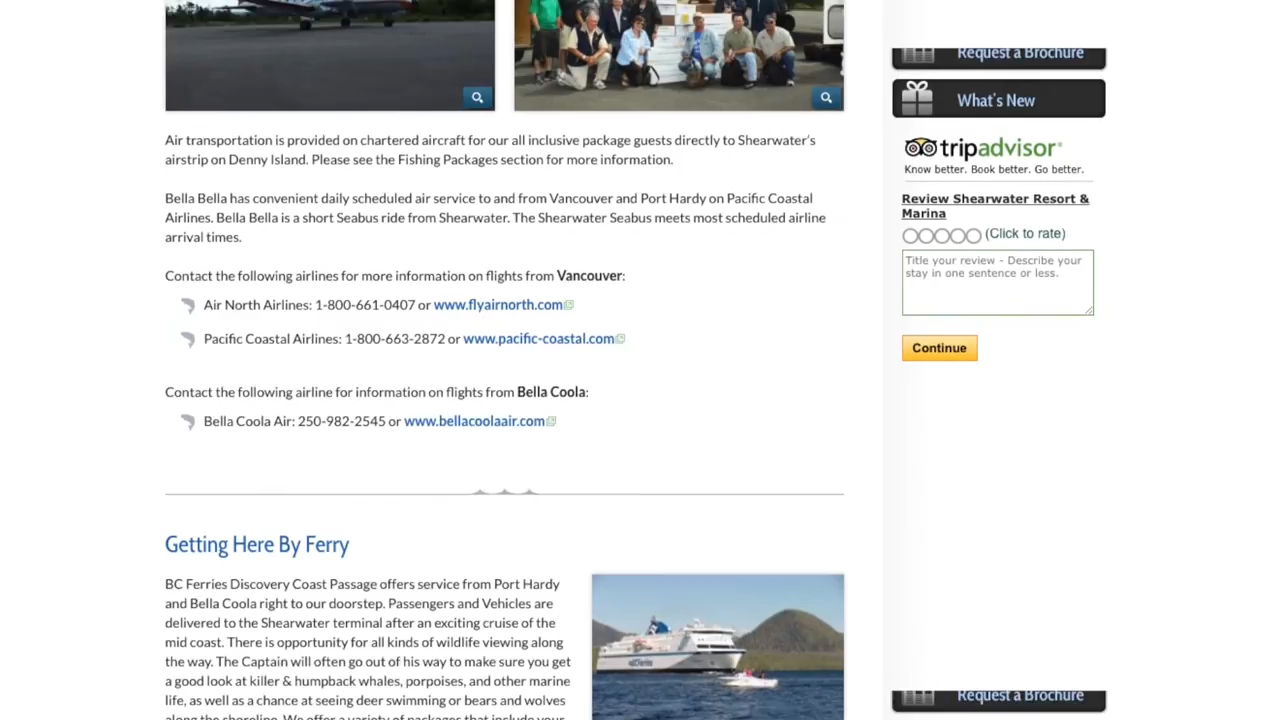 Request a Brochure
What's New
tripadvisor®
Know better. Book better. Go better.
Review Shearwater Resort &
Marina
(Click to rate)
Title your review - Describe your
stay in one sentence or less.
Continue
Request a Brochure
Air transportation is provided on chartered aircraft for our all inclusive package guests directly to Shearwater's
airstrip on Denny Island. Please see the Fishing Packages section for more information.
Bella Bella has convenient daily scheduled air service to and from Vancouver and Port Hardy on Pacific Coastal
Airlines. Bella Bella is a short Seabus ride from Shearwater. The Shearwater Seabus meets most scheduled airline
arrival times.
Contact the following airlines for more information on flights from Vancouver:
Air North Airlines: 1-800-661-0407 or www.flyairnorth.com
Pacific Coastal Airlines: 1-800-663-2872 or www.pacific-coastal.com
Contact the following airline for information on flights from Bella Coola:
Bella Coola Air: 250-982-2545 or www.bellacoolaair.com
Getting Here By Ferry
BC Ferries Discovery Coast Passage offers service from Port Hardy
and Bella Coola right to our doorstep. Passengers and Vehicles are
delivered to the Shearwater terminal after an exciting cruise of the
mid coast. There is opportunity for all kinds of wildlife viewing along
the way. The Captain will often go out of his way to make sure you get
a good look at killer & humpback whales, porpoises, and other marine
life, as well as a chance at seeing deer swimming or bears and wolves
along the shoreline. We offer a variety of packages that include your